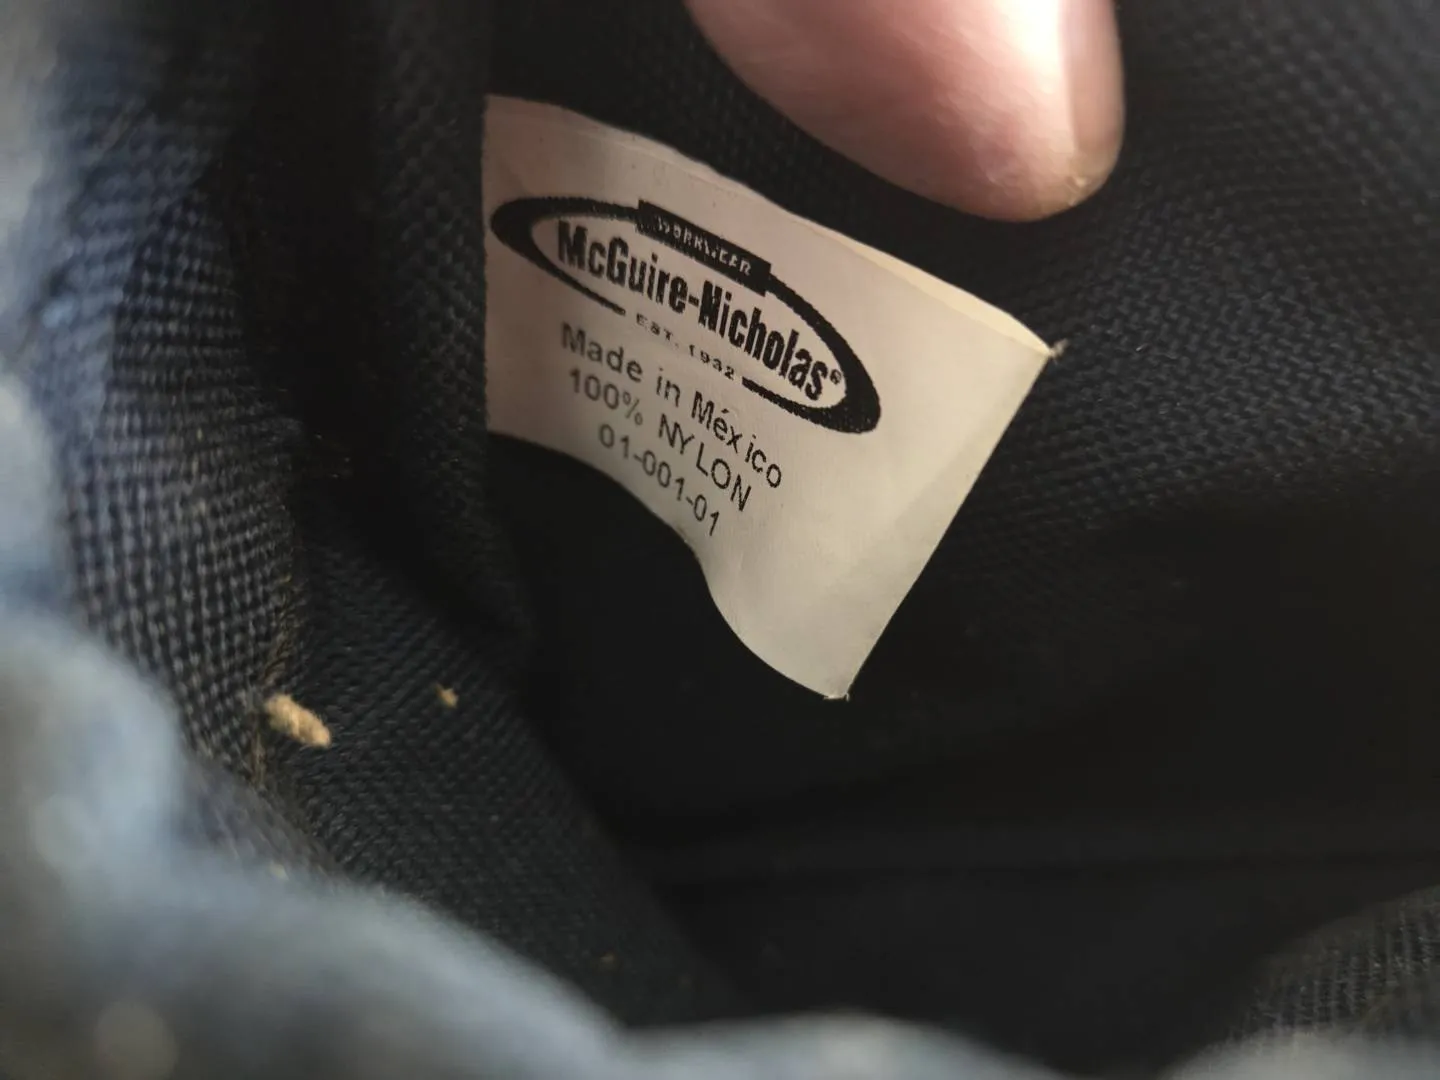 WORKWEAR
McGuire-Nicholas®
EST. 1932
Made in México
100% NYLON
01-001-01